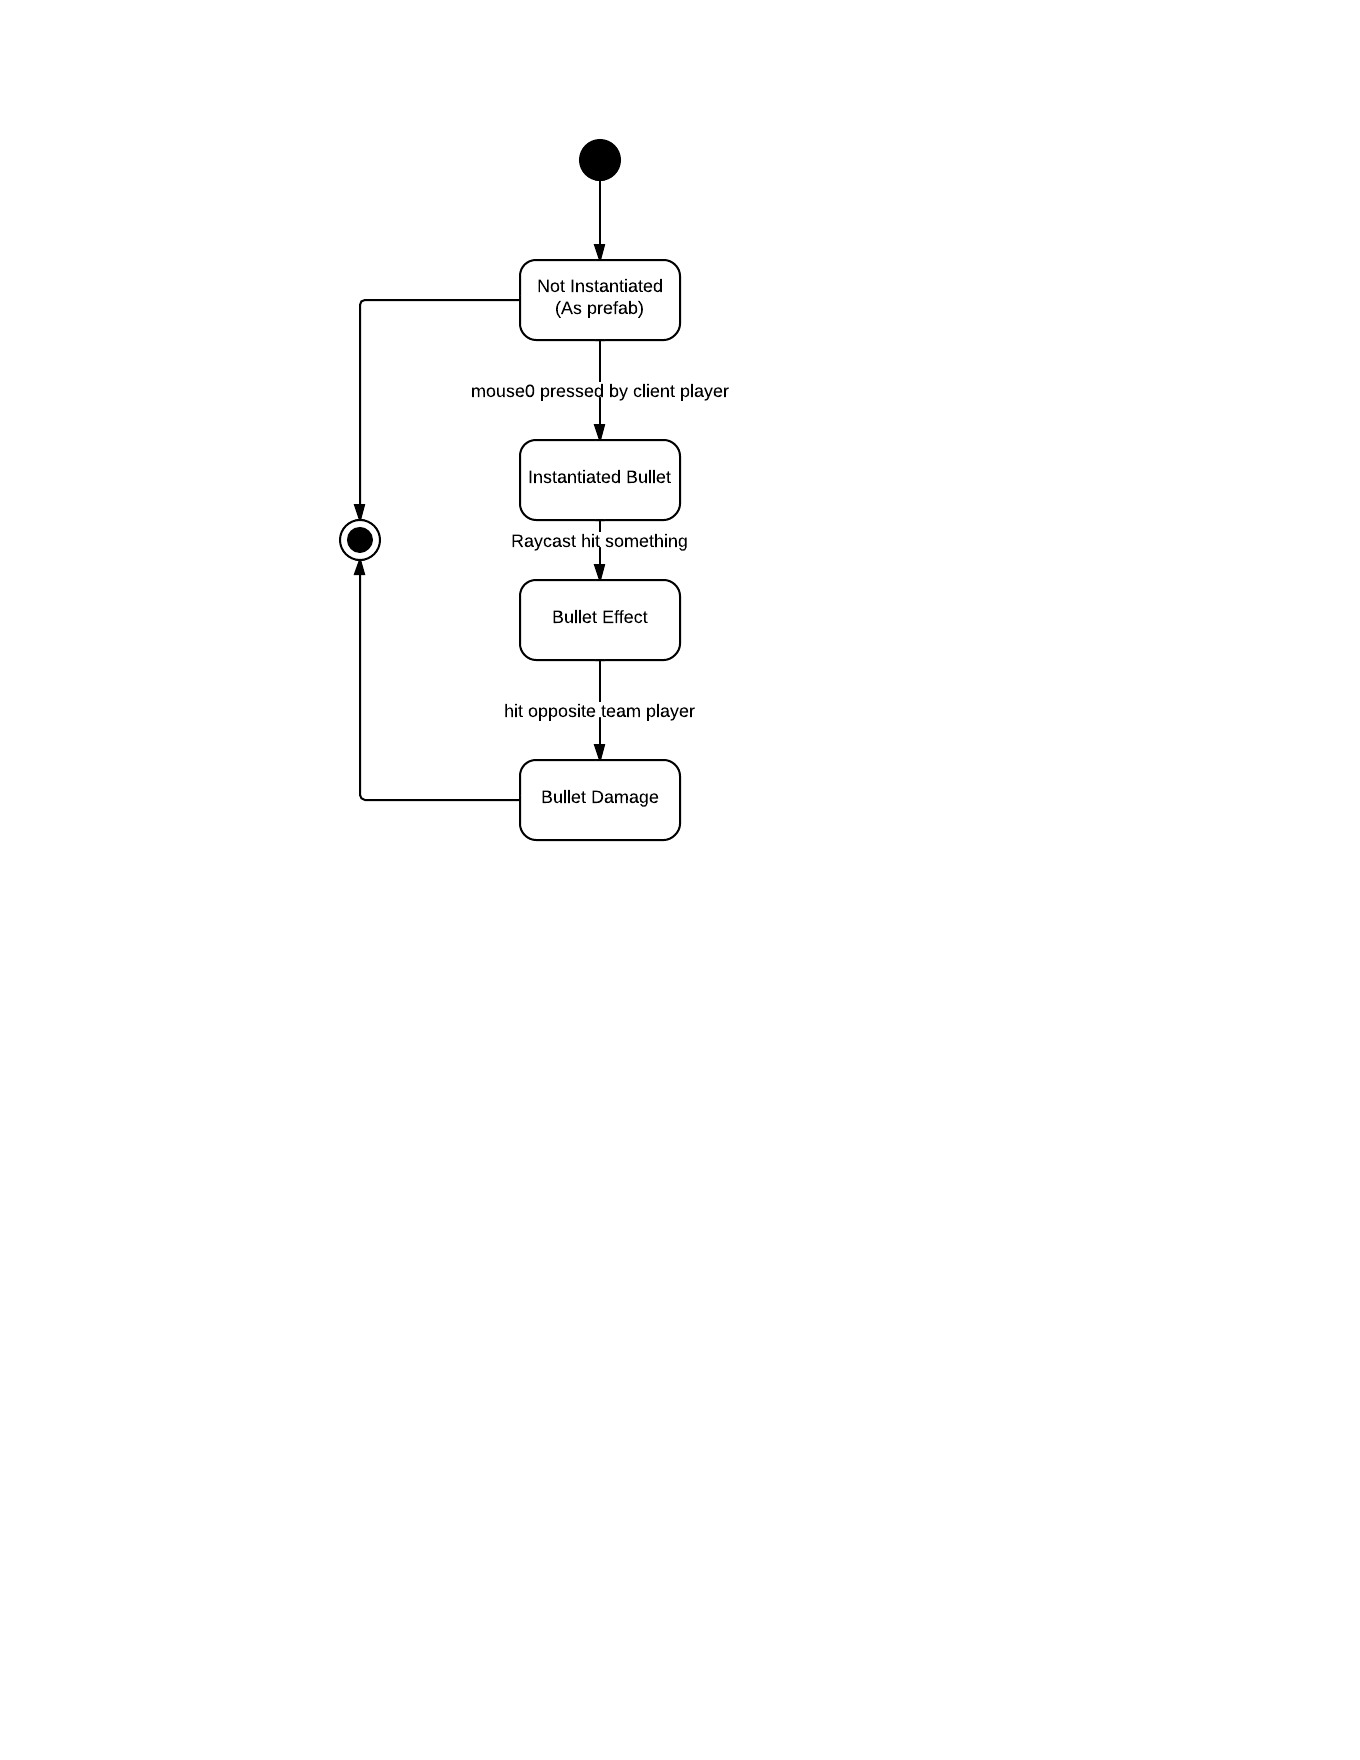 Not Instantiated
(As prefab)
mouse0 pressed by client player
Instantiated Bullet
Raycast hit something
Bullet Effect
hit opposite team player
Bullet Damage